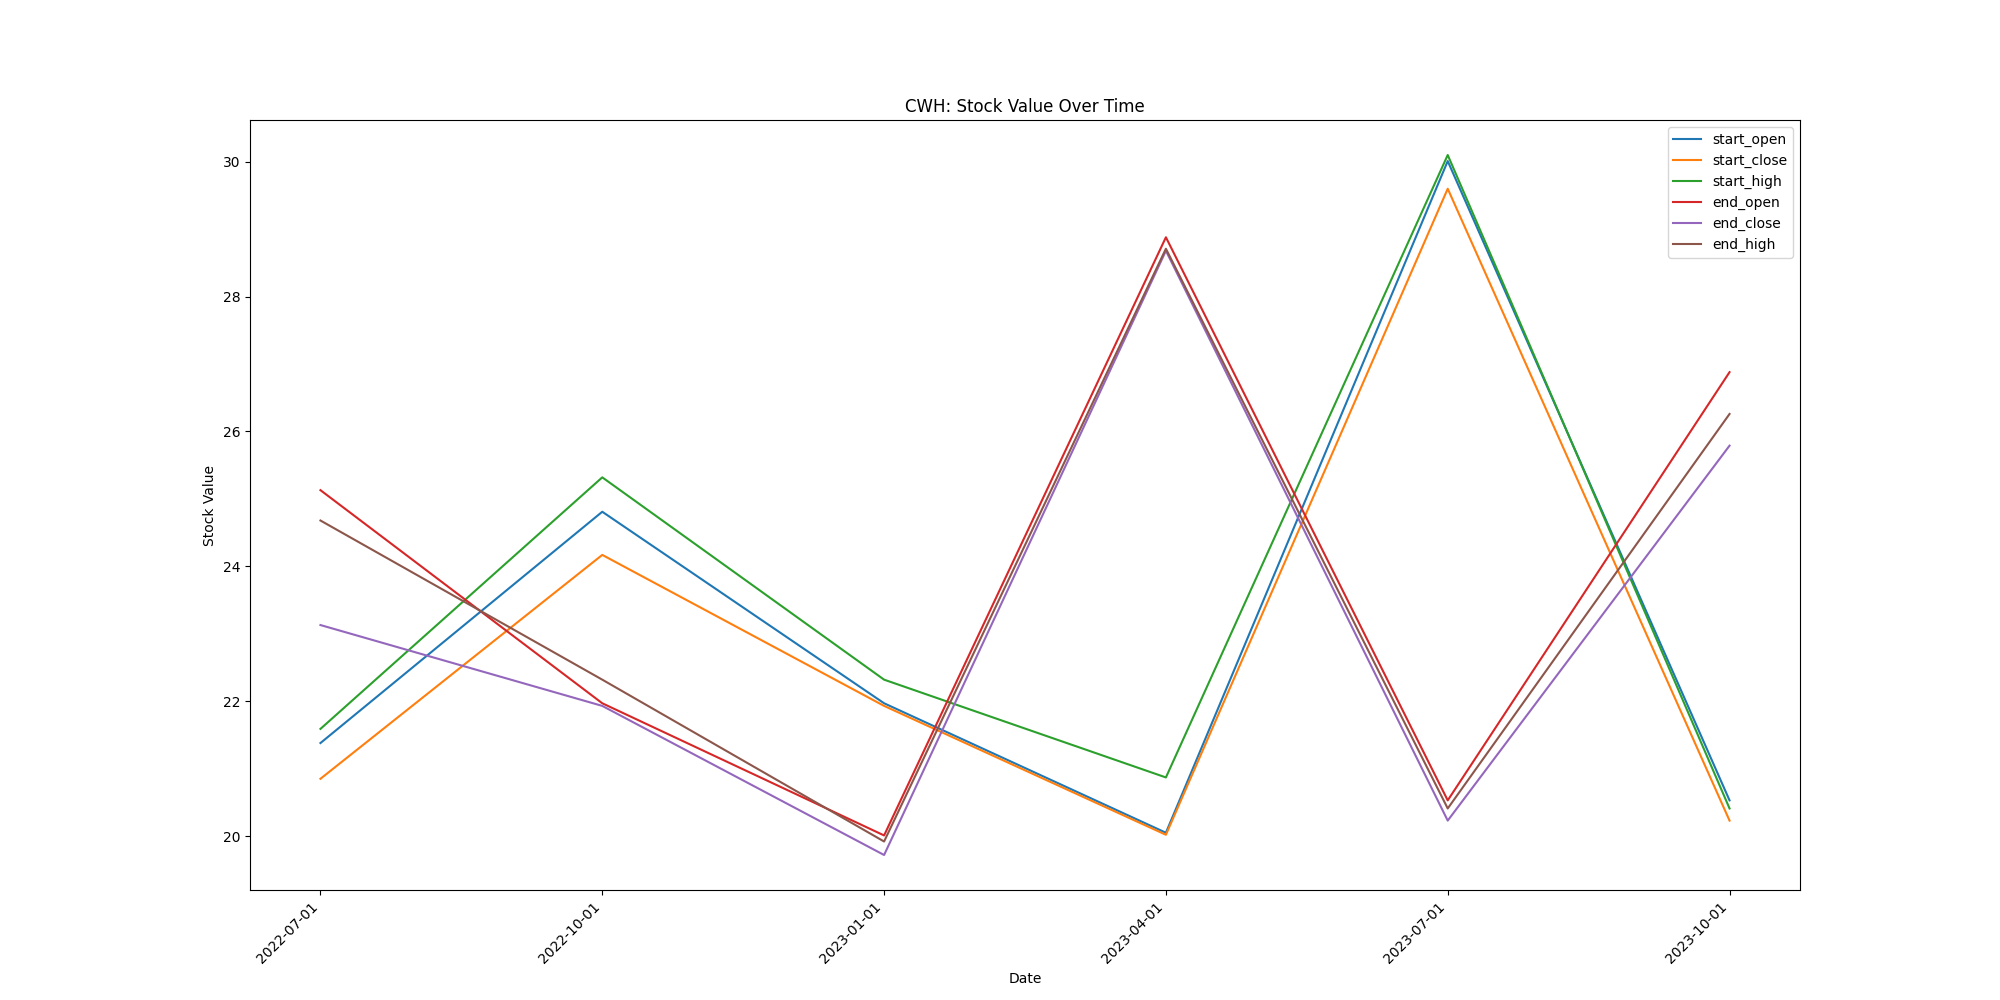 CWH: Stock Value Over Time
start_open
start_close
start_high
end_open
end_close
end_high
30
28
26
24
22
20
Stock Value
2022-07-01
2022-10-01
2023-01-01
2023-04-01
2023-07-01
2023-10-01
Date